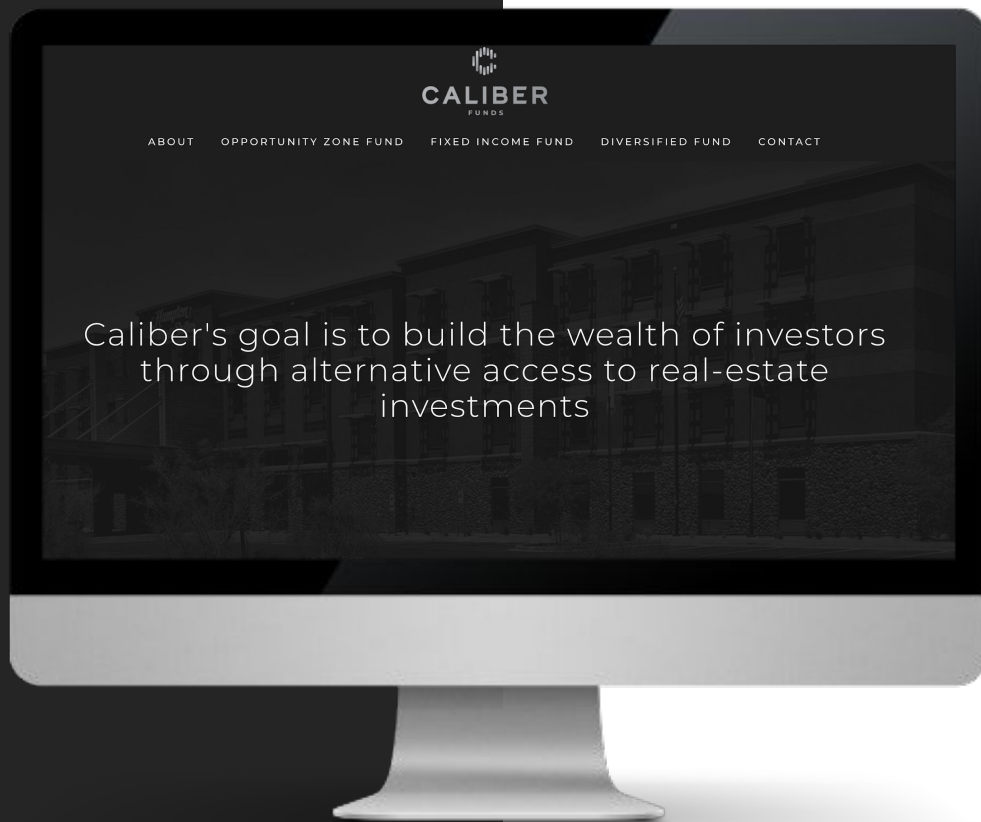 CALIBER
FUNDS
ABOUT OPPORTUNITY ZONE FUND FIXED INCOME FUND DIVERSIFIED FUND CONTACT
Caliber's goal is to build the wealth of investors
through alternative access to real-estate
investments